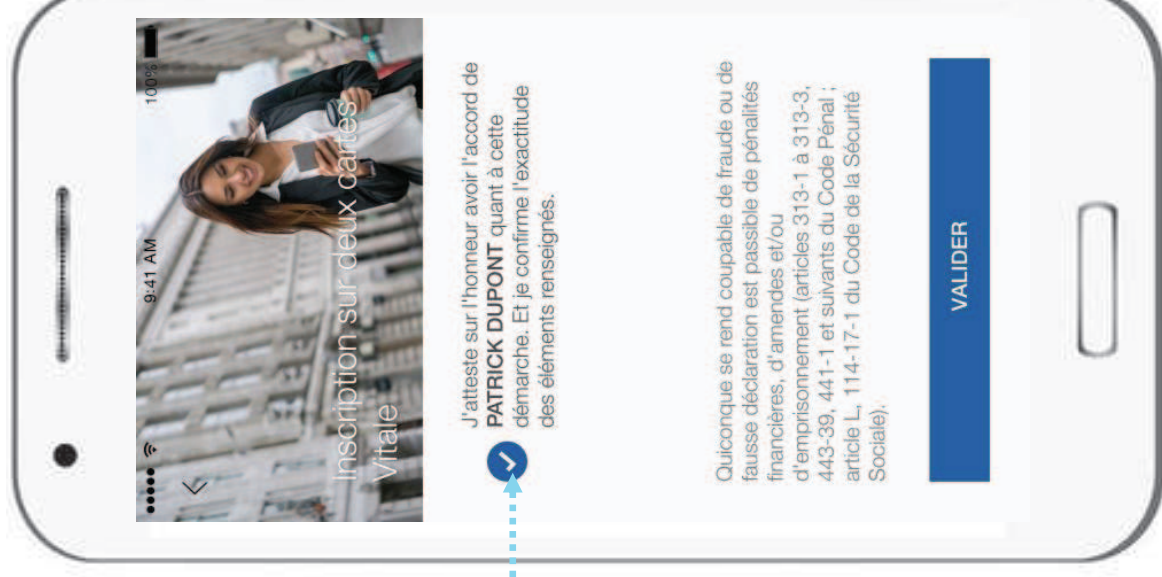 9:41 AM
100%
Inscription sur deux cartes
Vitale
J'atteste sur l'honneur avoir l'accord de
PATRICK DUPONT quant à cette
démarche. Et je confirme l'exactitude
des éléments renseignés.
Quiconque se rend coupable de fraude ou de
fausse déclaration est passible de pénalités
financières, d'amendes et/ou
d'emprisonnement (articles 313-1 à 313-3,
443-39, 441-1 et suivants du Code Pénal ;
article L, 114-17-1 du Code de la Sécurité
Sociale).
VALIDER